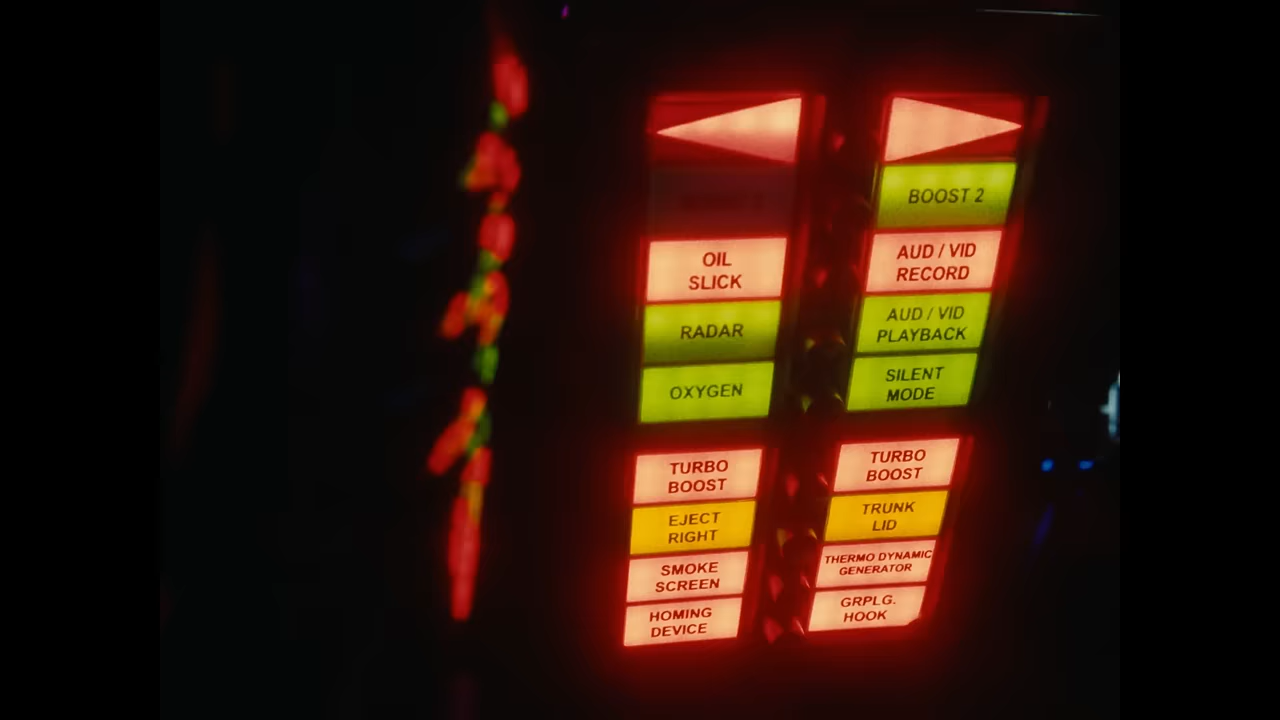 OIL
SLICK
RADAR
OXYGEN
TURBO
BOOST
EJECT
RIGHT
SMOKE
SCREEN
HOMING
DEVICE
BOOST 2
AUD / VID
RECORD
AUD / VID
PLAYBACK
SILENT
MODE
TURBO
BOOST
TRUNK
LID
THERMO DYNAMIC
GENERATOR
GRPLG.
HOOK